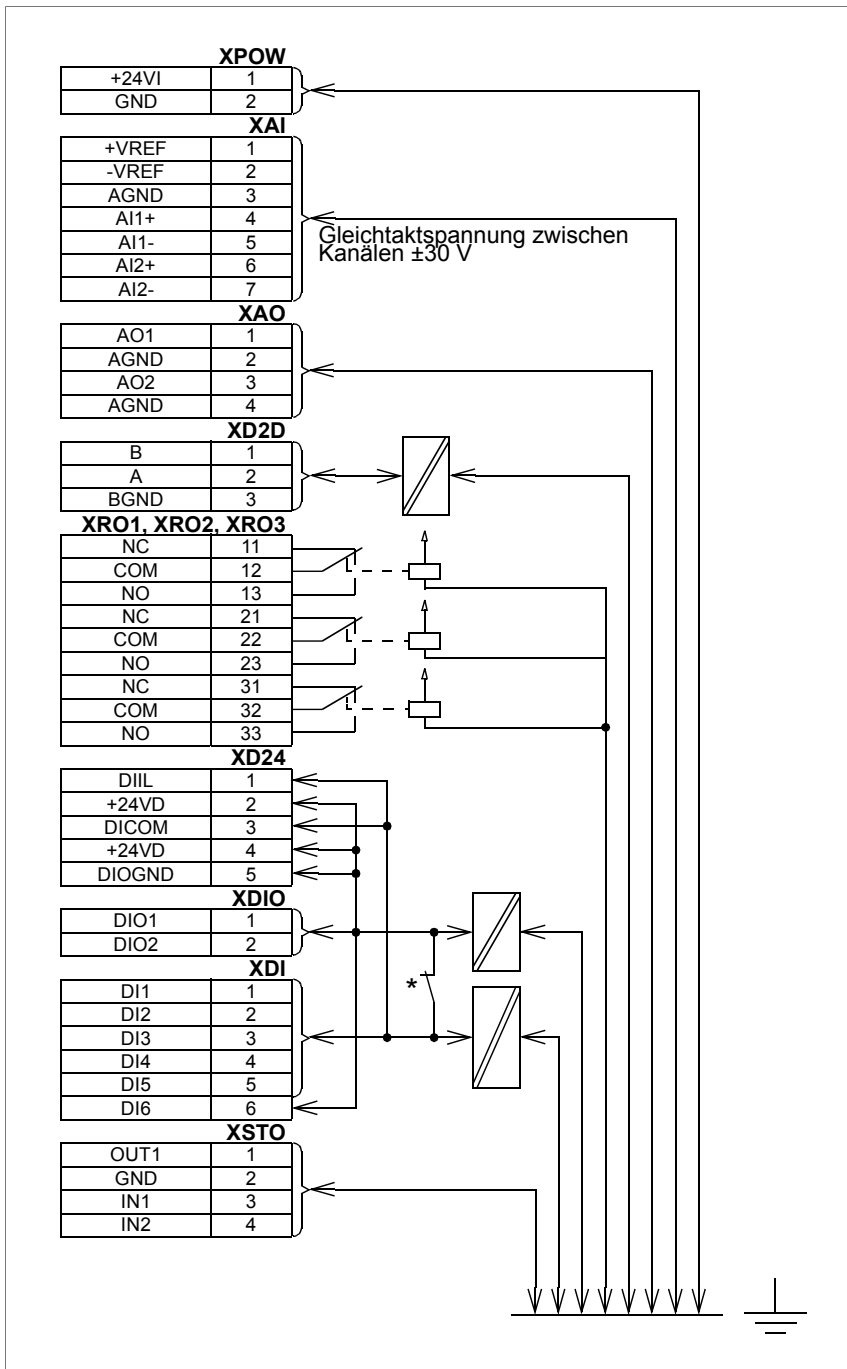 XPOW
+24VI 1
GND 2
XAI
+VREF 1
-VREF 2
AGND 3
AI1+ 4
AI1- 5
AI2+ 6
AI2- 7
Gleichtaktspannung zwischen
Kanälen ±30 V
XAO
AO1 1
AGND 2
AO2 3
AGND 4
XD2D
B 1
A 2
BGND 3
XRO1, XRO2, XRO3
NC 11
COM 12
NO 13
NC 21
COM 22
NO 23
NC 31
COM 32
NO 33
XD24
DIIL 1
+24VD 2
DICOM 3
+24VD 4
DIOGND 5
XDIO
DIO1 1
DIO2 2
XDI
DI1 1
DI2 2
*
DI3 3
DI4 4
DI5 5
DI6 6
XSTO
OUT1 1
GND 2
IN1 3
IN2 4